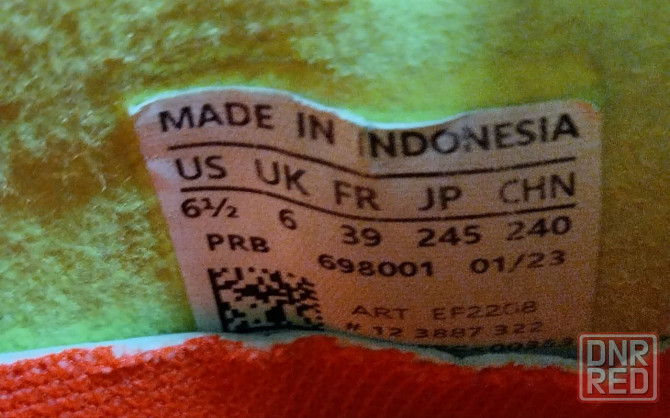 MADE IN INDONESIA
US UK FR JP CHN
6½ 6 39 245 240
PRB 698001 01/23
ART EF2208
# 12 3887 322
DNR
RED